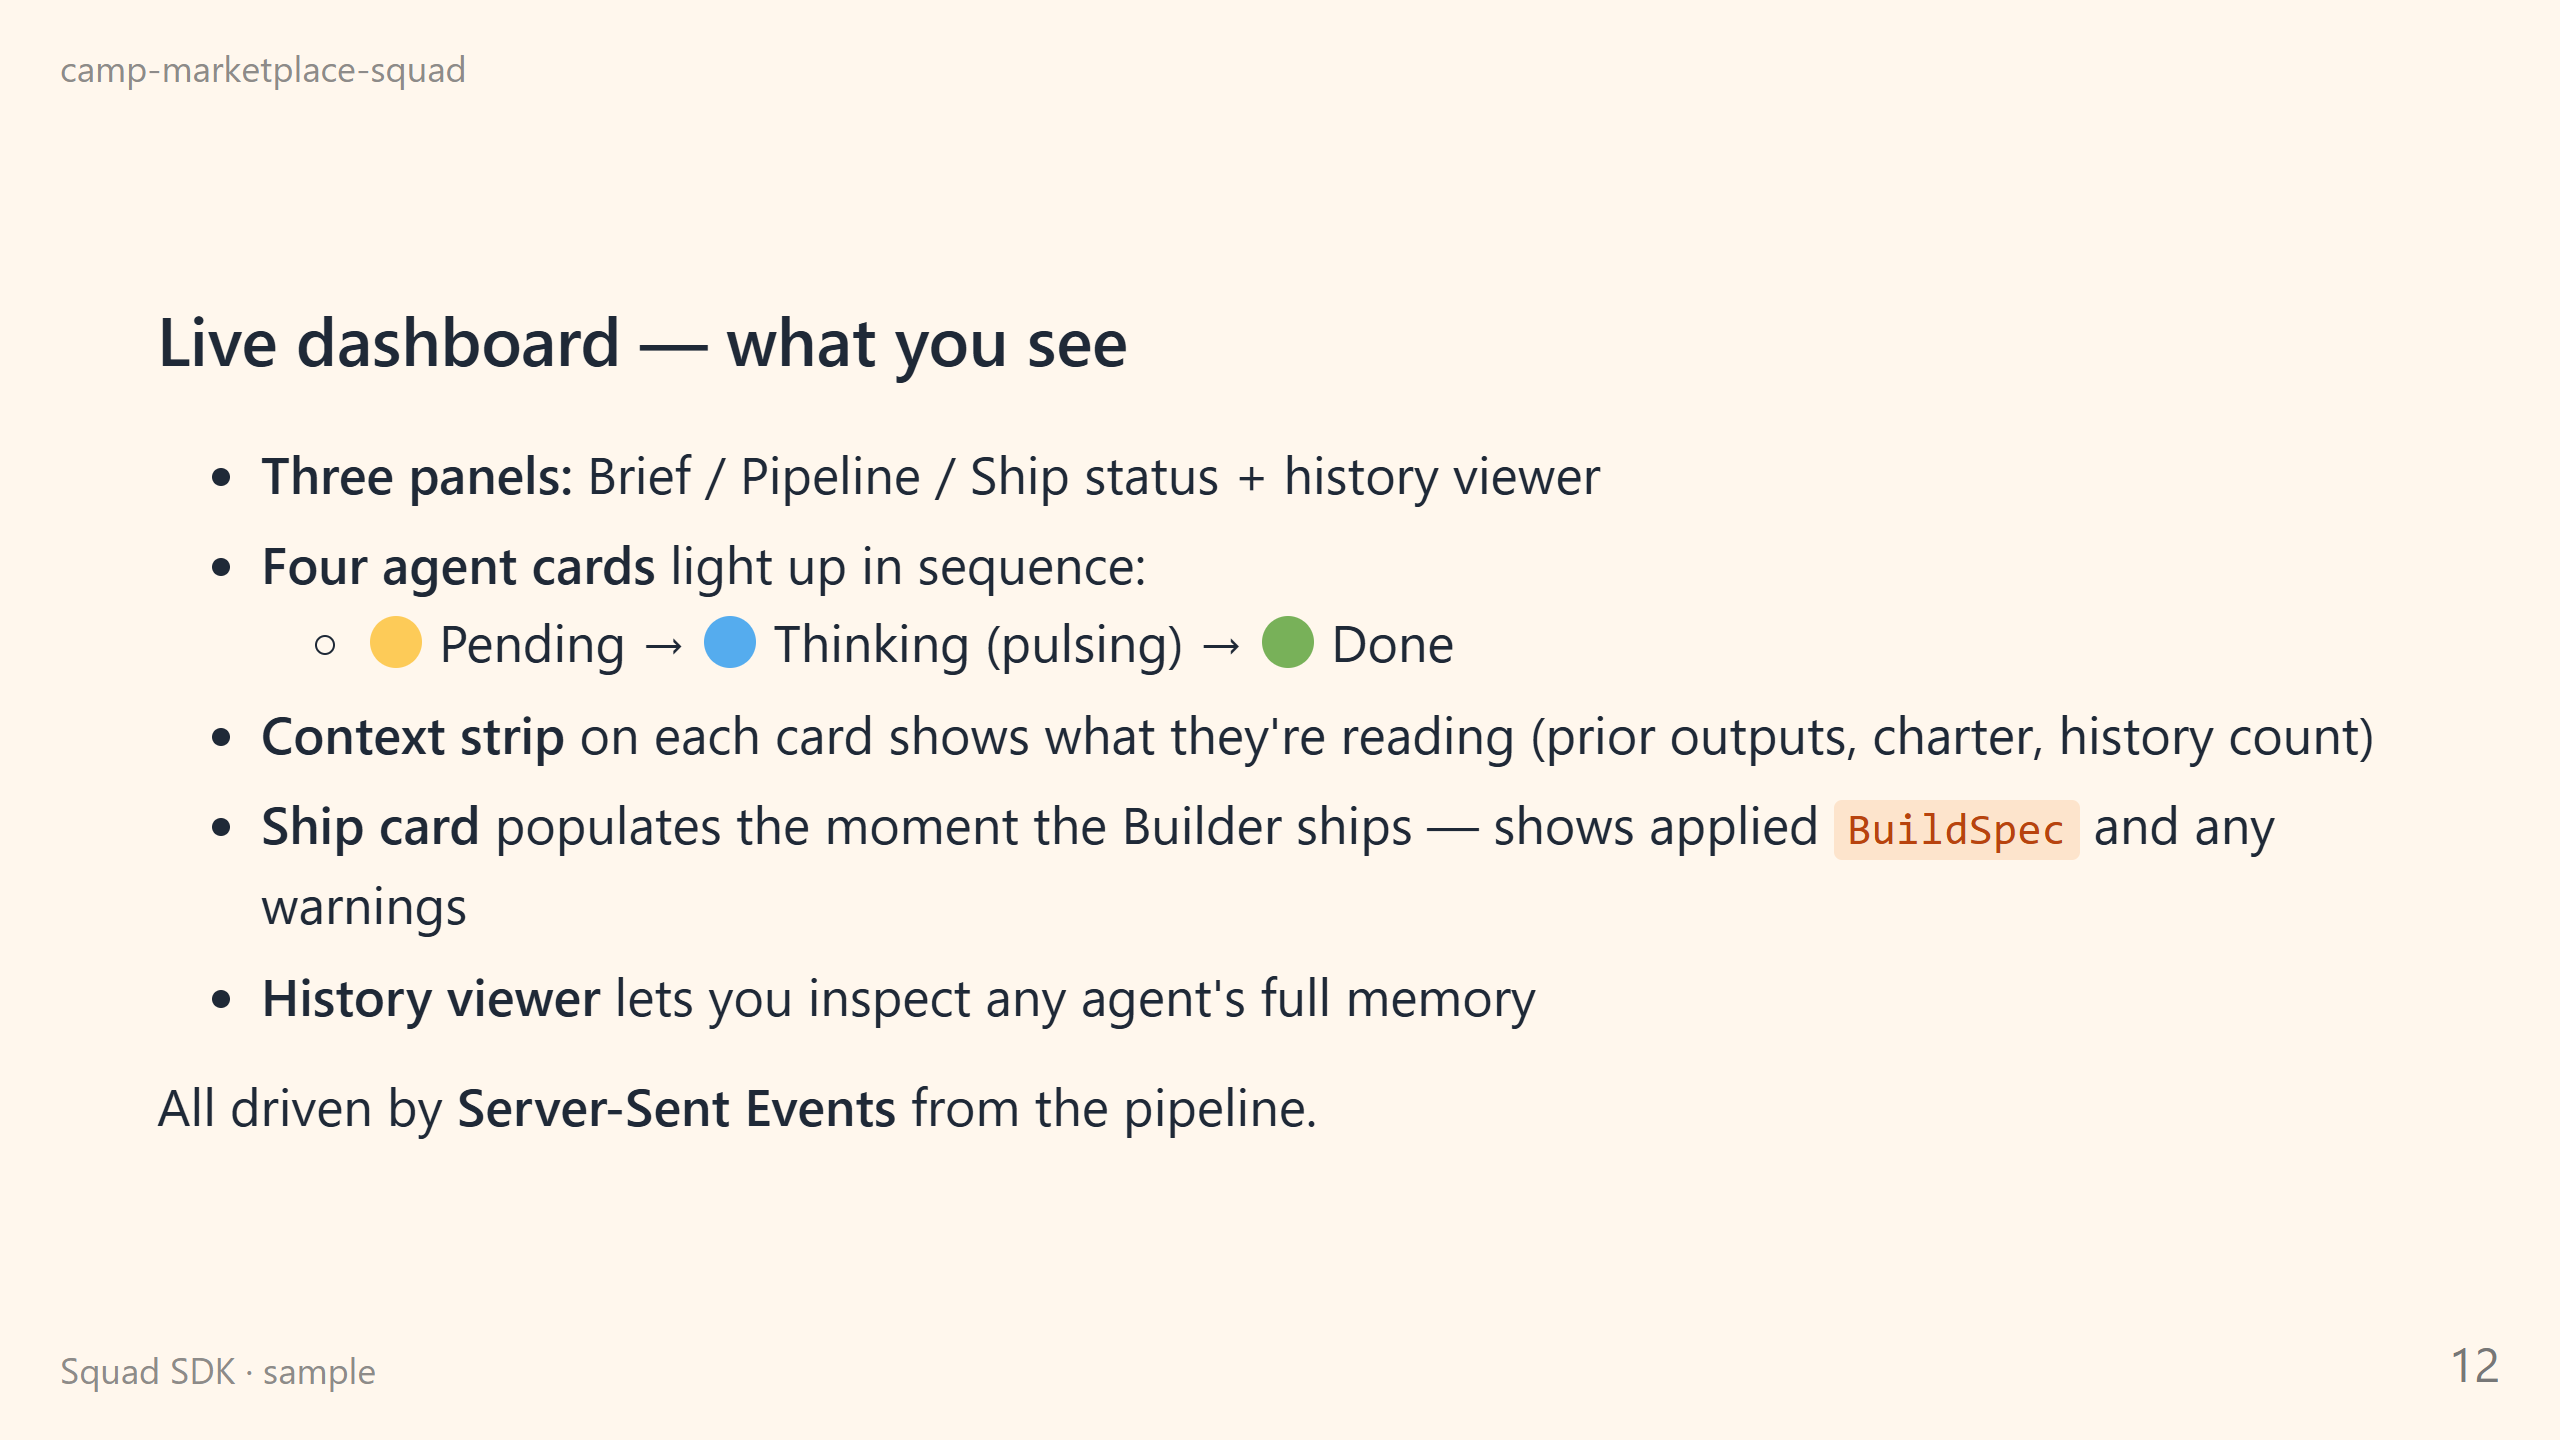 camp-marketplace-squad
Live dashboard — what you see
• Three panels: Brief / Pipeline / Ship status + history viewer
• Four agent cards light up in sequence:
○ 🟡 Pending → 🔵 Thinking (pulsing) → 🟢 Done
• Context strip on each card shows what they're reading (prior outputs, charter, history count)
• Ship card populates the moment the Builder ships — shows applied BuildSpec and any
warnings
• History viewer lets you inspect any agent's full memory
All driven by Server-Sent Events from the pipeline.
Squad SDK · sample
12